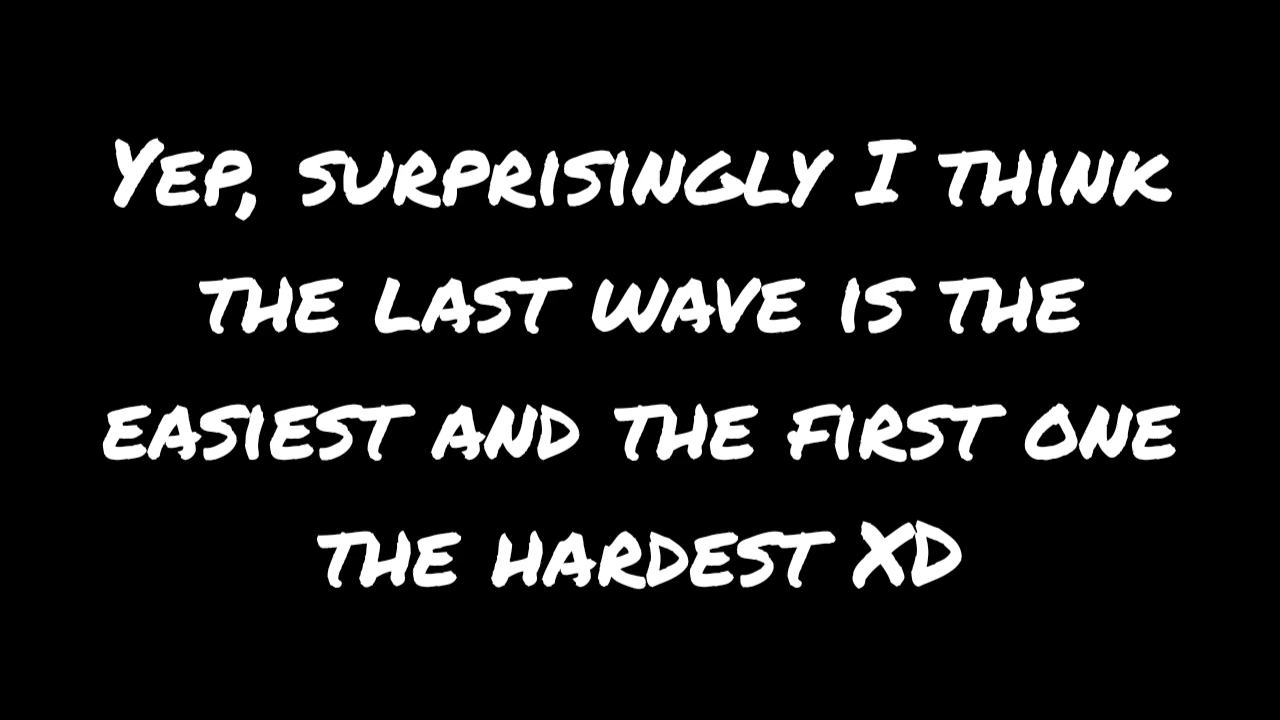 Yep, surprisingly I think
the last wave is the
easiest and the first one
the hardest XD